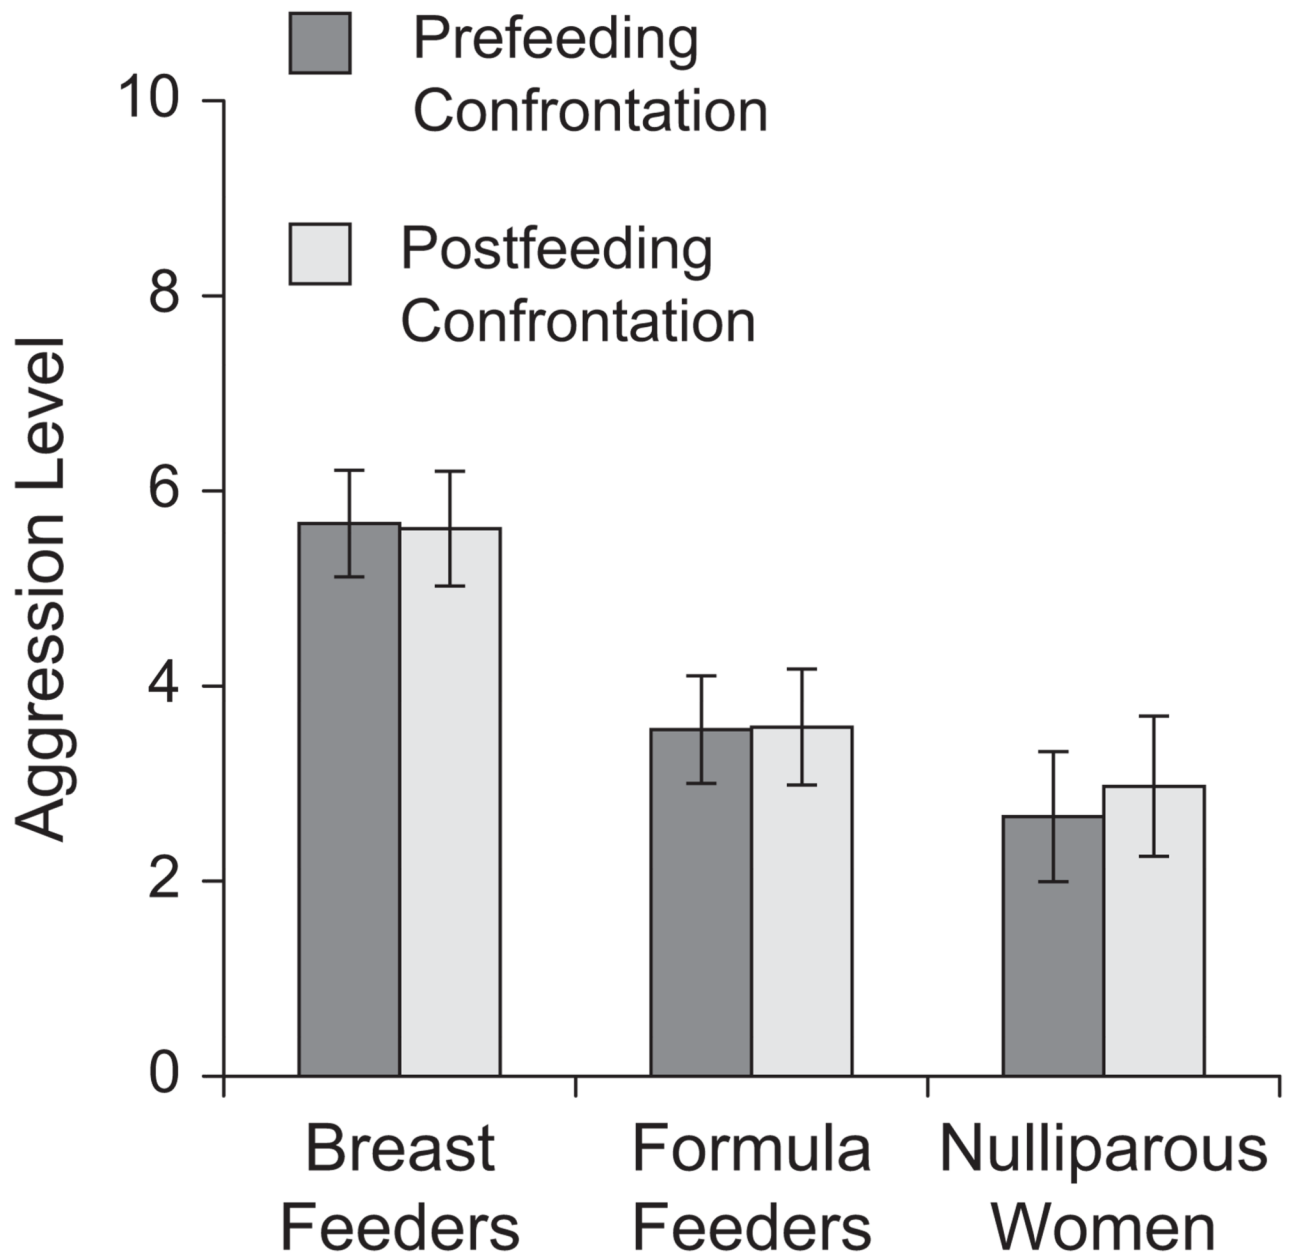 Prefeeding
Confrontation
Postfeeding
Confrontation
10
8
6
4
2
0
Aggression Level
Breast
Feeders
Formula
Feeders
Nulliparous
Women